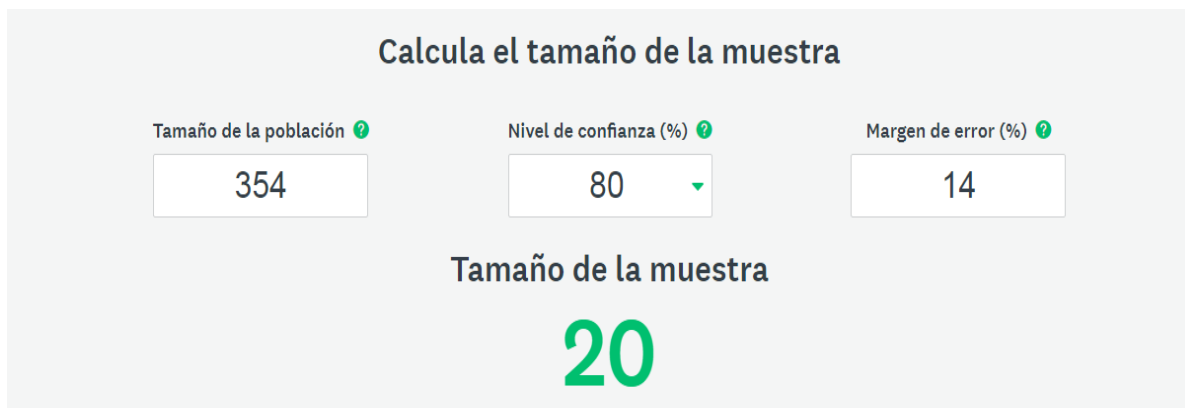 Calcula el tamaño de la muestra
Tamaño de la población ?
Nivel de confianza (%) ?
Margen de error (%) ?
354
80
14
Tamaño de la muestra
20